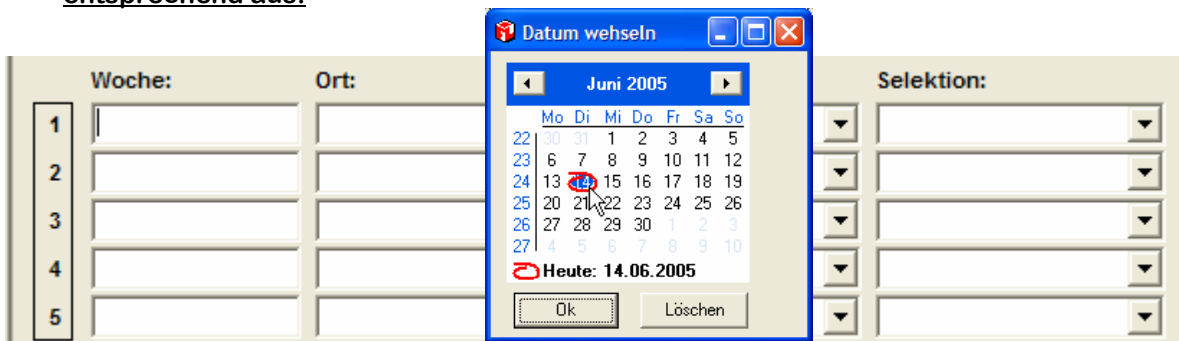 entsprechend aus.
Datum wehseln
Woche: Ort: Selektion:
Juni 2005
Mo Di Mi Do Fr Sa So
22 30 31 1 2 3 4 5
23 6 7 8 9 10 11 12
24 13 14 15 16 17 18 19
25 20 21 22 23 24 25 26
26 27 28 29 30 1 2 3
27 4 5 6 7 8 9 10
Heute: 14.06.2005
Ok Löschen
1
2
3
4
5